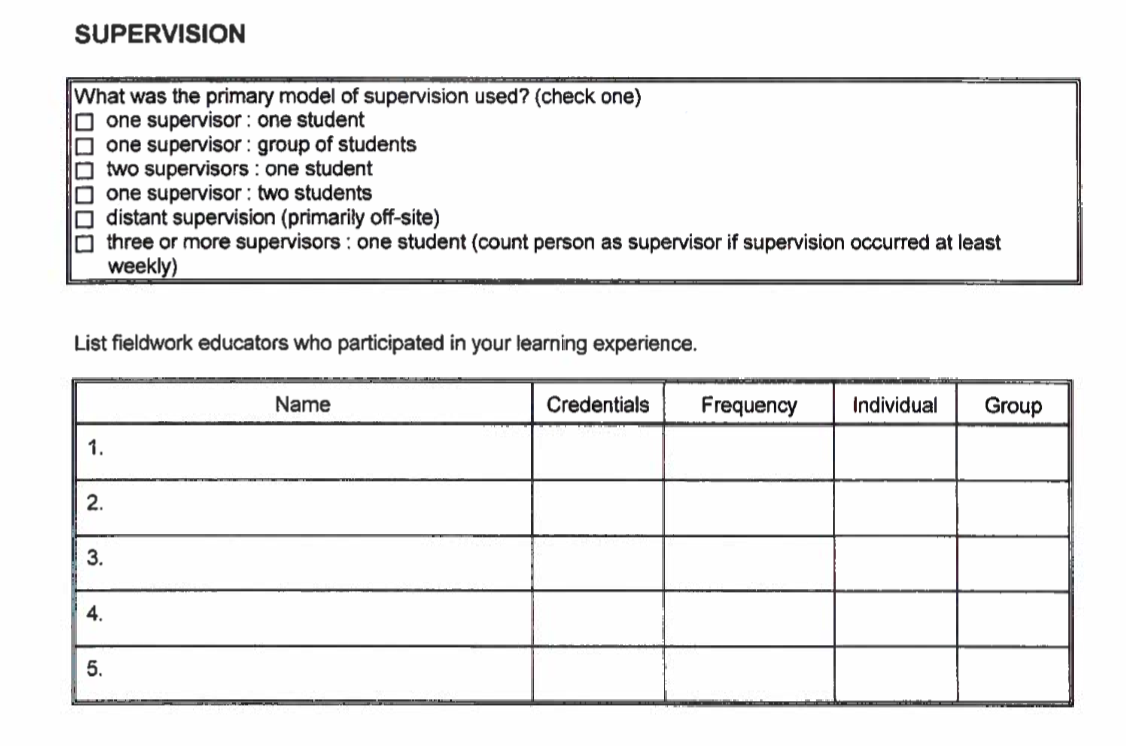 SUPERVISION
What was the primary model of supervision used? (check one)
☐ one supervisor : one student
☐ one supervisor : group of students
☐ two supervisors : one student
☐ one supervisor : two students
☐ distant supervision (primarily off-site)
☐ three or more supervisors : one student (count person as supervisor if supervision occurred at least
weekly)
List fieldwork educators who participated in your learning experience.
Name Credentials Frequency Individual Group
1.
2.
3.
4.
5.